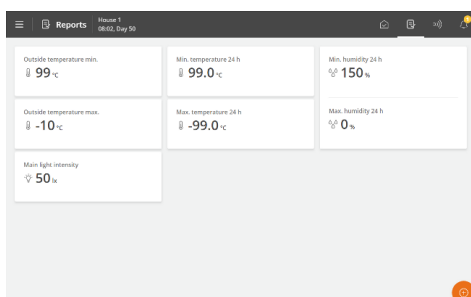 Reports
House 1
08:02, Day 50
Outside temperature min.
99 °C
Min. temperature 24 h
99.0 °C
Min. humidity 24 h
150 %
Outside temperature max.
-10 °C
Max. temperature 24 h
-99.0 °C
Max. humidity 24 h
0 %
Main light intensity
50 lx